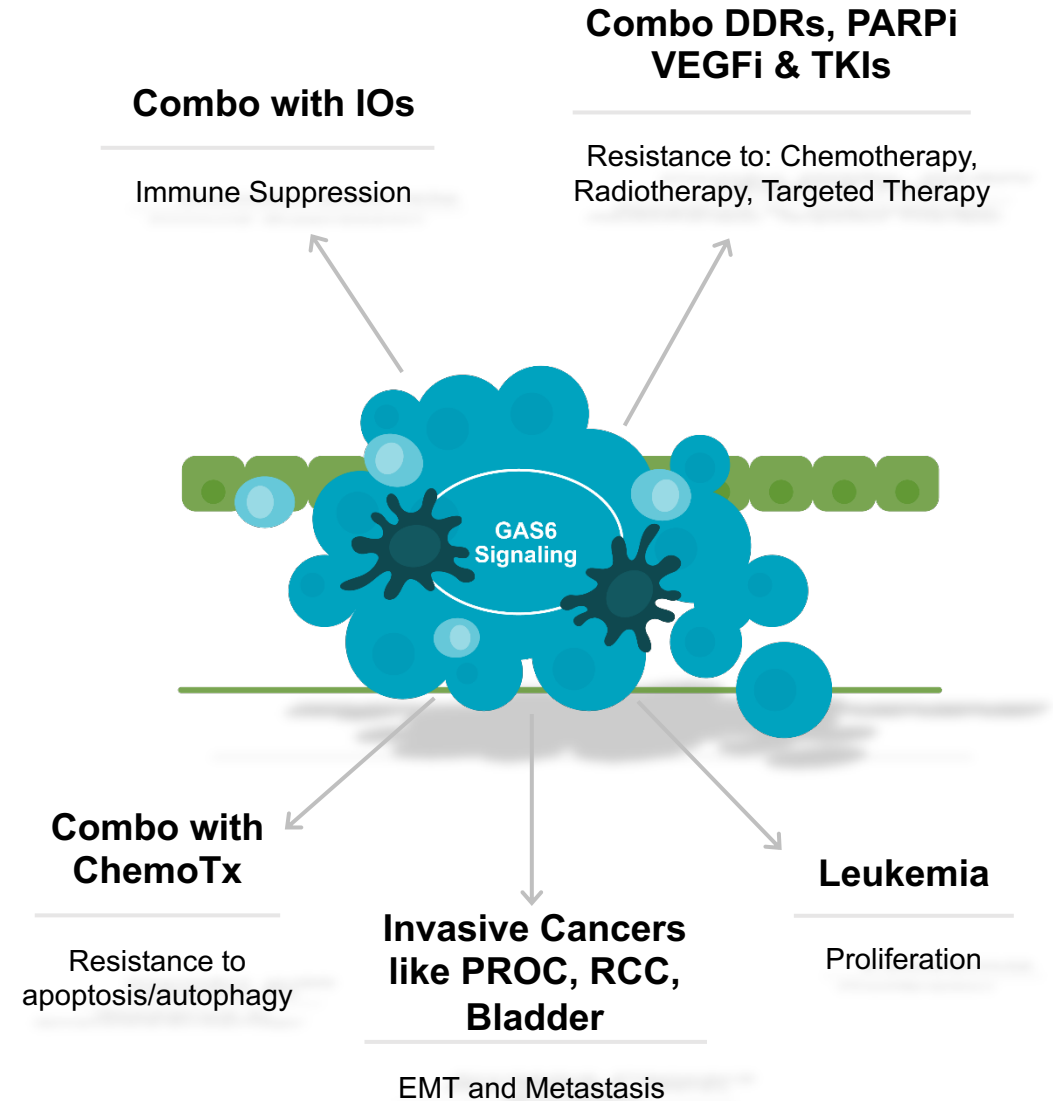 Combo with IOs
Immune Suppression
Combo DDRs, PARPi
VEGFi & TKIs
Resistance to: Chemotherapy,
Radiotherapy, Targeted Therapy
GAS6
Signaling
Combo with
ChemoTx
Resistance to
apoptosis/autophagy
Invasive Cancers
like PROC, RCC,
Bladder
EMT and Metastasis
Leukemia
Proliferation